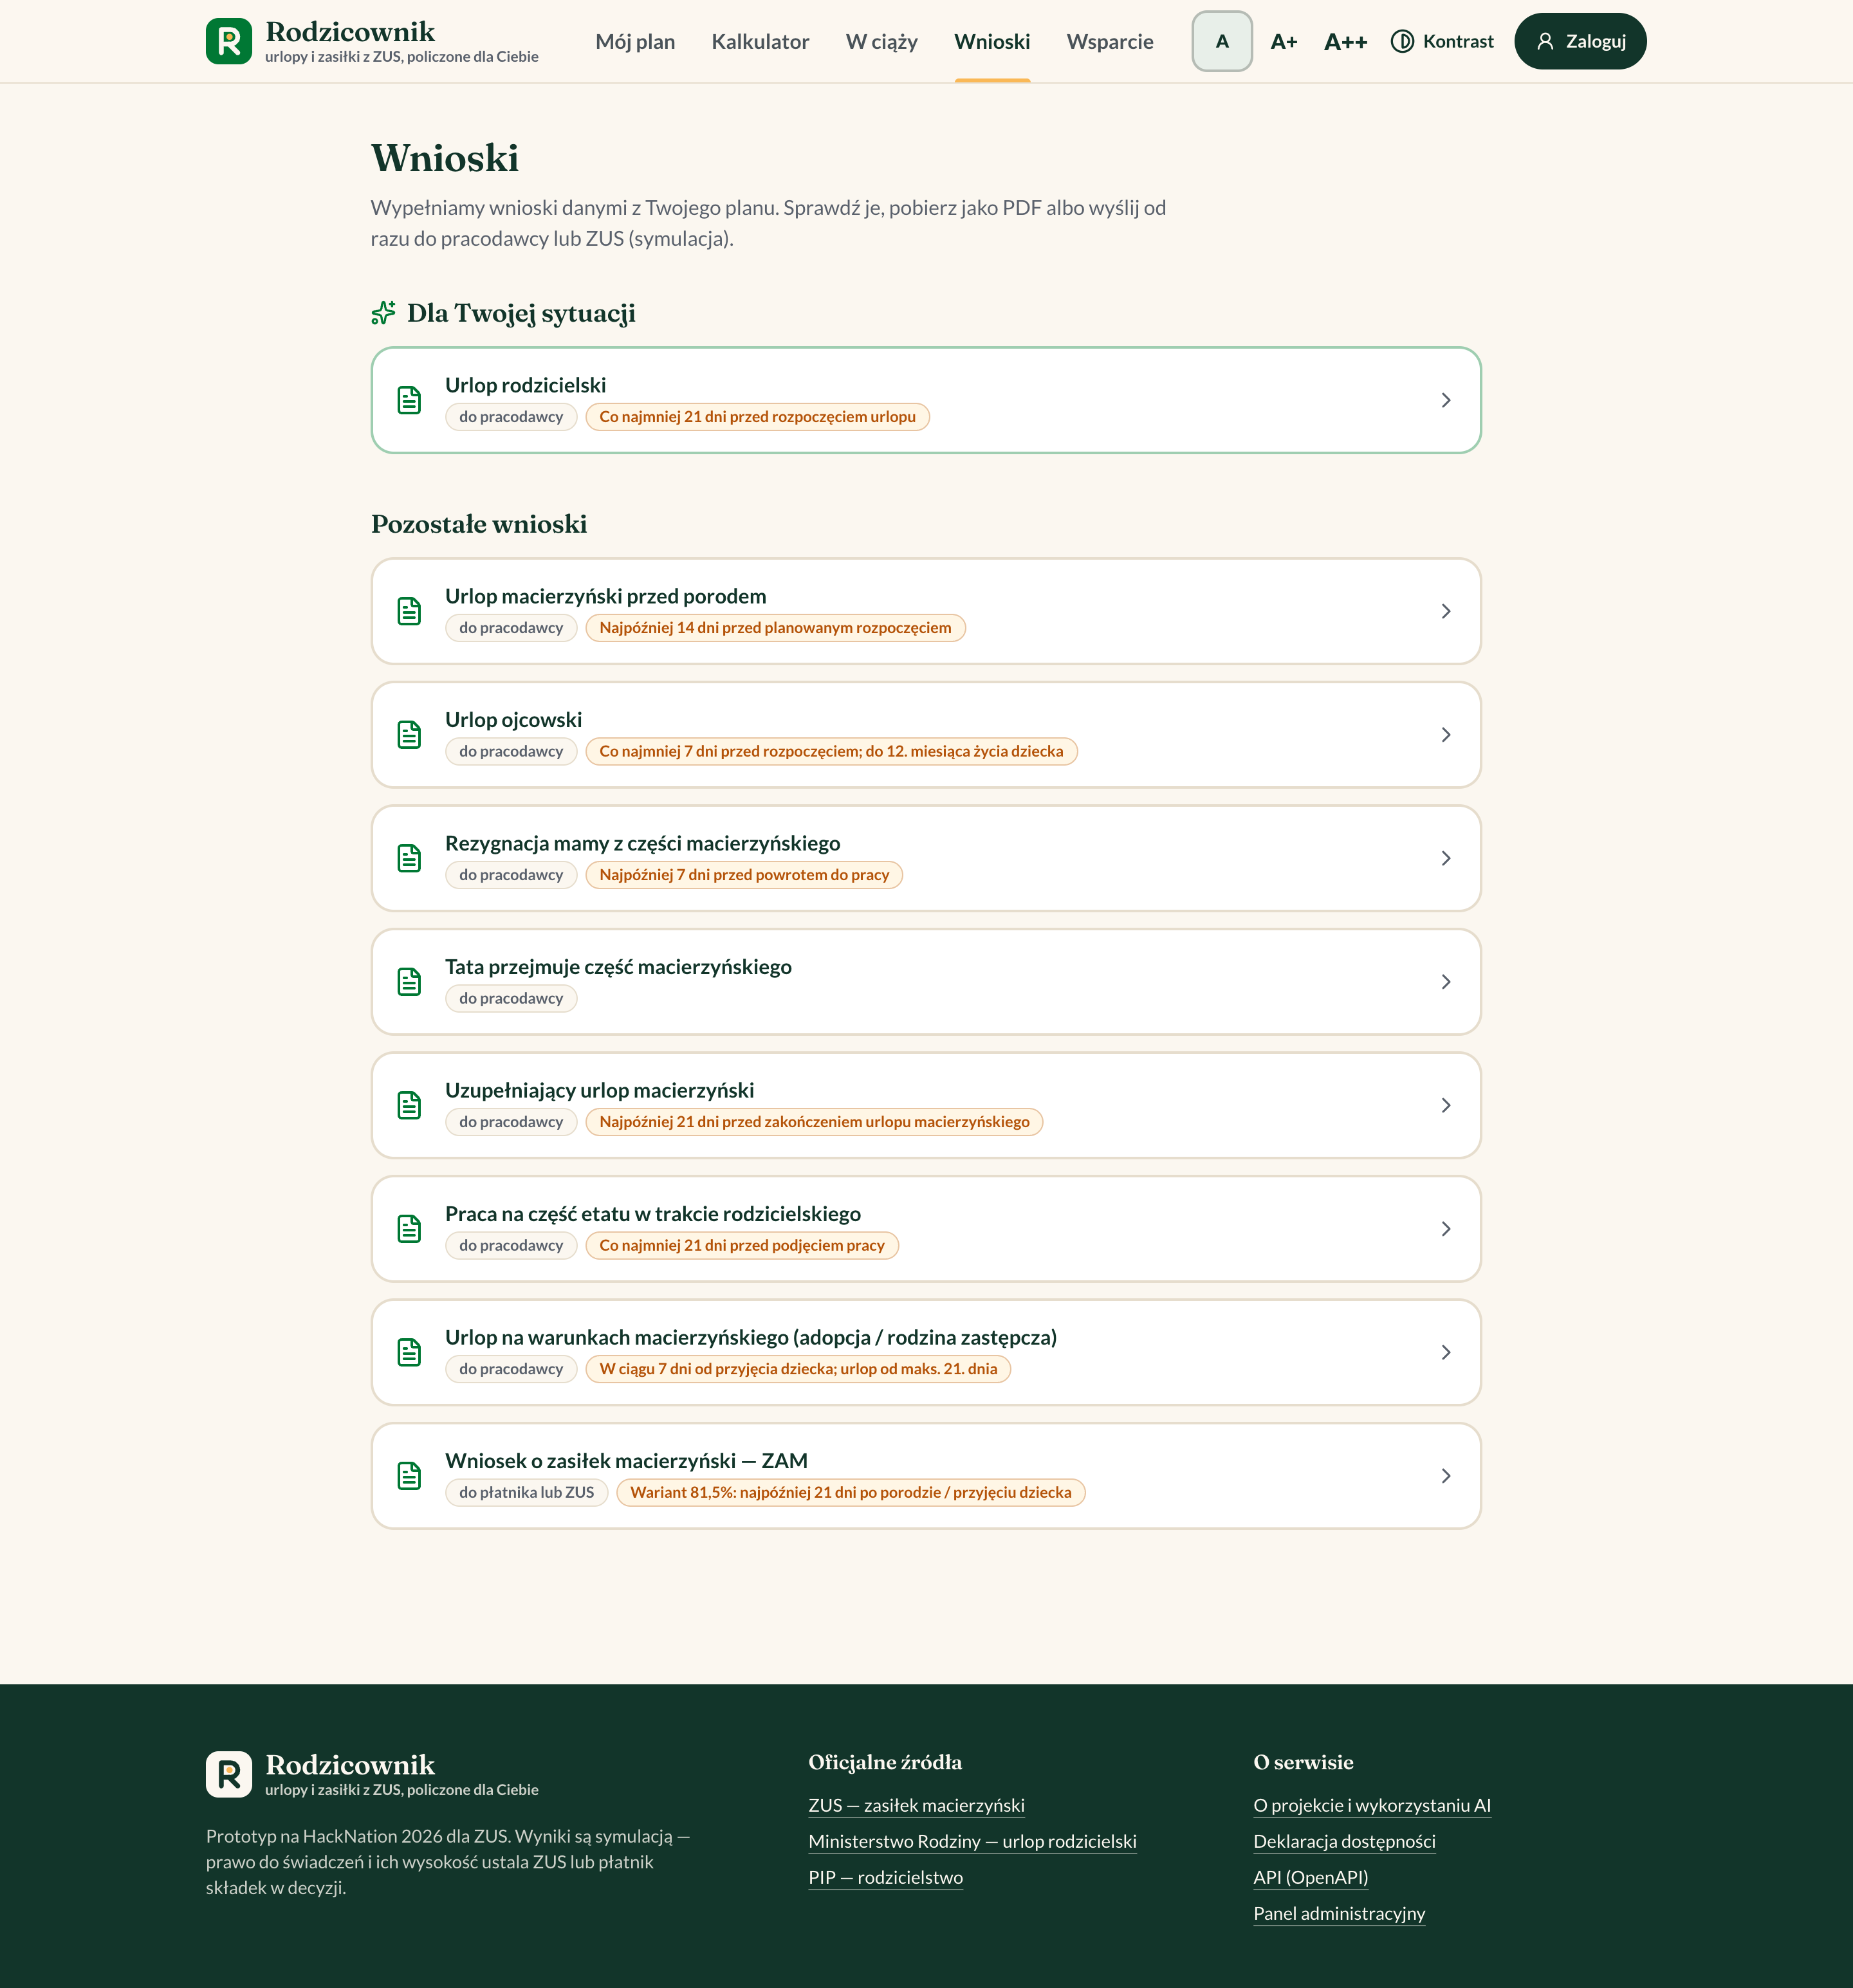 Rodzicownik
urlopy i zasiłki z ZUS, policzone dla Ciebie
Mój plan
Kalkulator
W ciąży
Wnioski
Wsparcie
A
A+
A++
Kontrast
Zaloguj
Wnioski
Wypełniamy wnioski danymi z Twojego planu. Sprawdź je, pobierz jako PDF albo wyślij od
razu do pracodawcy lub ZUS (symulacja).
Dla Twojej sytuacji
Urlop rodzicielski
do pracodawcy
Co najmniej 21 dni przed rozpoczęciem urlopu
Pozostałe wnioski
Urlop macierzyński przed porodem
do pracodawcy
Najpóźniej 14 dni przed planowanym rozpoczęciem
Urlop ojcowski
do pracodawcy
Co najmniej 7 dni przed rozpoczęciem; do 12. miesiąca życia dziecka
Rezygnacja mamy z części macierzyńskiego
do pracodawcy
Najpóźniej 7 dni przed powrotem do pracy
Tata przejmuje część macierzyńskiego
do pracodawcy
Uzupełniający urlop macierzyński
do pracodawcy
Najpóźniej 21 dni przed zakończeniem urlopu macierzyńskiego
Praca na część etatu w trakcie rodzicielskiego
do pracodawcy
Co najmniej 21 dni przed podjęciem pracy
Urlop na warunkach macierzyńskiego (adopcja / rodzina zastępcza)
do pracodawcy
W ciągu 7 dni od przyjęcia dziecka; urlop od maks. 21. dnia
Wniosek o zasiłek macierzyński — ZAM
do płatnika lub ZUS
Wariant 81,5%: najpóźniej 21 dni po porodzie / przyjęciu dziecka
Rodzicownik
urlopy i zasiłki z ZUS, policzone dla Ciebie
Prototyp na HackNation 2026 dla ZUS. Wyniki są symulacją —
prawo do świadczeń i ich wysokość ustala ZUS lub płatnik
składek w decyzji.
Oficjalne źródła
ZUS — zasiłek macierzyński
Ministerstwo Rodziny — urlop rodzicielski
PIP — rodzicielstwo
O serwisie
O projekcie i wykorzystaniu AI
Deklaracja dostępności
API (OpenAPI)
Panel administracyjny